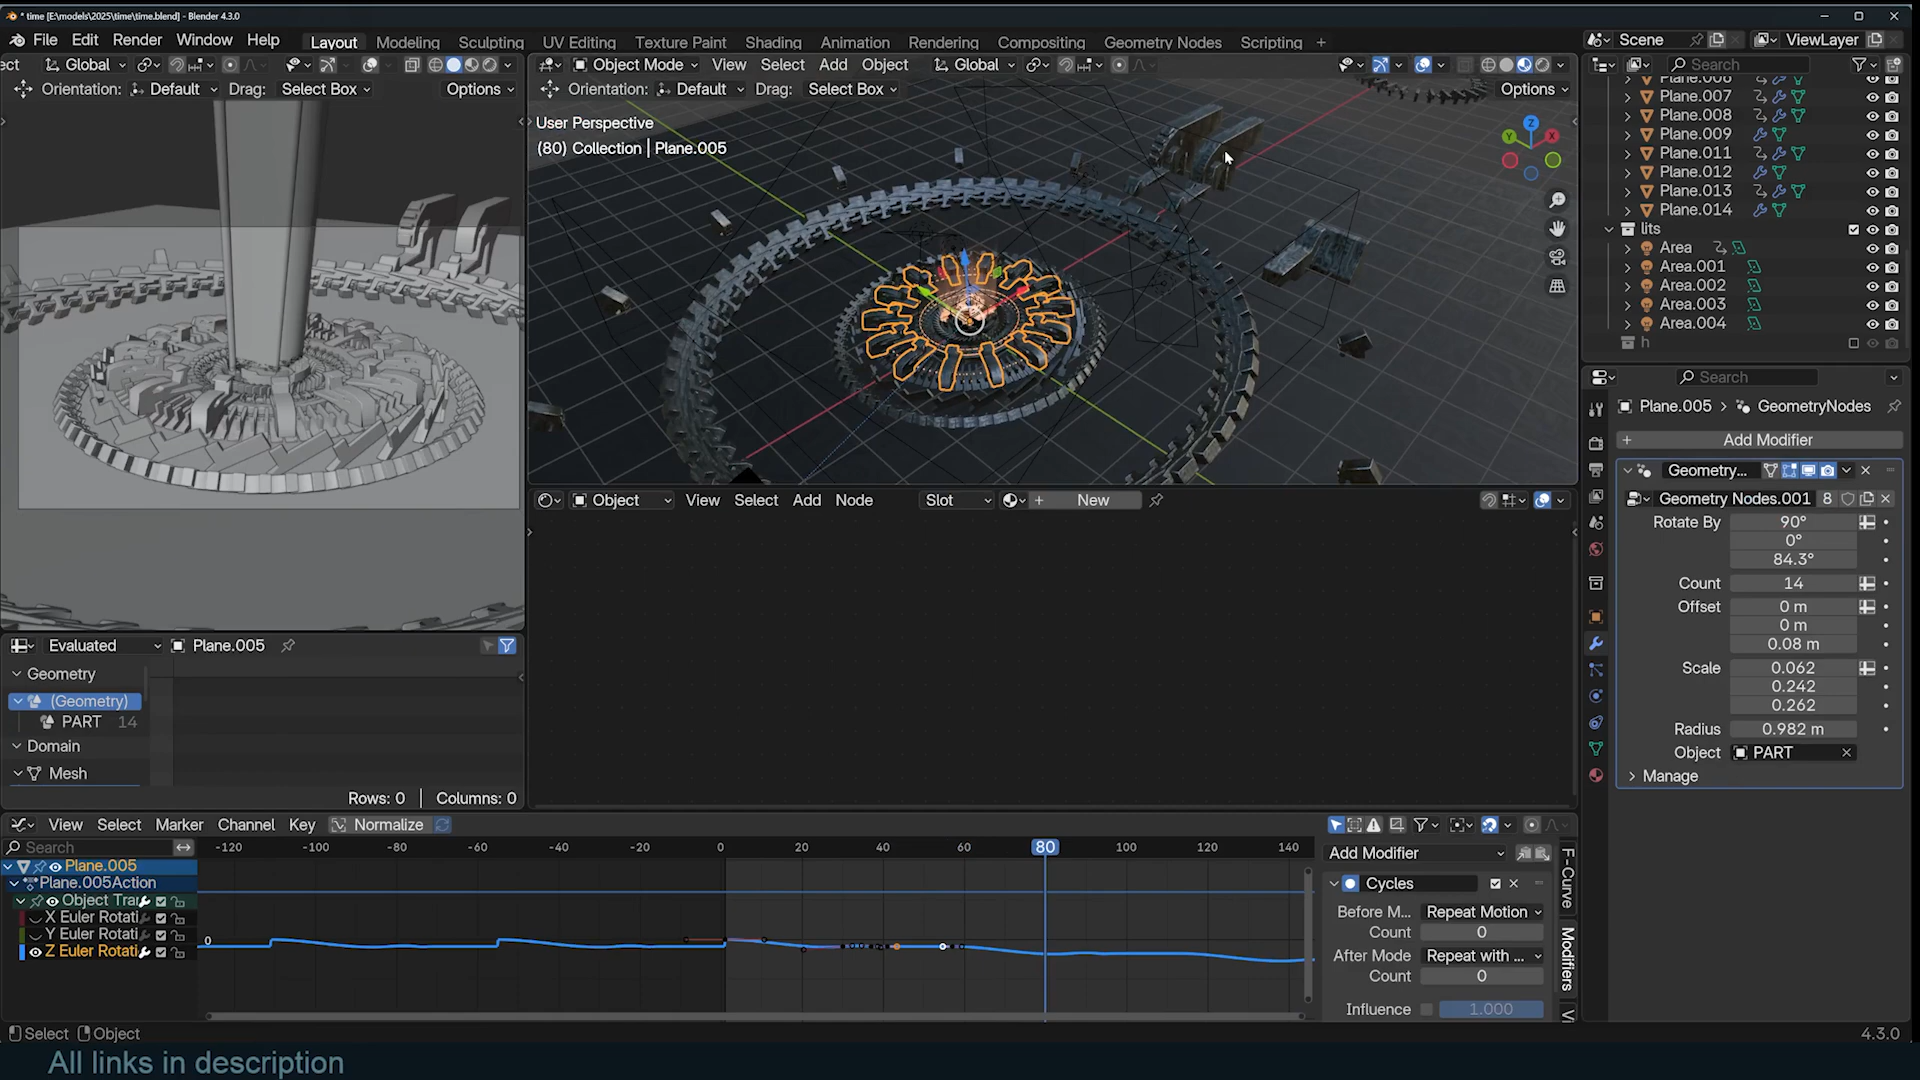 * time [E:\models\2025\time\time.blend] - Blender 4.3.0
File Edit Render Window Help
Layout Modeling Sculpting UV Editing Texture Paint Shading Animation Rendering Compositing Geometry Nodes Scripting +
Scene ViewLayer
ect Global
Object Mode View Select Add Object Global
Search
Orientation: Default Drag: Select Box Options
Orientation: Default Drag: Select Box Options
User Perspective
(80) Collection | Plane.005
Z
Y
X
Plane.006
Plane.007
Plane.008
Plane.009
Plane.011
Plane.012
Plane.013
Plane.014
lits
Area
Area.001
Area.002
Area.003
Area.004
h
Search
Plane.005 > GeometryNodes
+ Add Modifier
Geometry...
Geometry Nodes.001 8
Rotate By 90°
0°
84.3°
Count 14
Offset 0 m
0 m
0.08 m
Scale 0.062
0.242
0.262
Radius 0.982 m
Object PART
Manage
Object View Select Add Node Slot + New
Evaluated Plane.005
Geometry
(Geometry)
PART 14
Domain
Mesh
Rows: 0 | Columns: 0
View Select Marker Channel Key Normalize
Search
-120 -100 -80 -60 -40 -20 0 20 40 60 80 100 120 140
Plane.005
Plane.005Action
Object Trar
X Euler Rotati
Y Euler Rotati
Z Euler Rotati
0
Add Modifier
Cycles
Before M... Repeat Motion
Count 0
After Mode Repeat with ...
Count 0
Influence 1.000
F-Curve
Modifiers
Vi
Select Object
4.3.0
All links in description